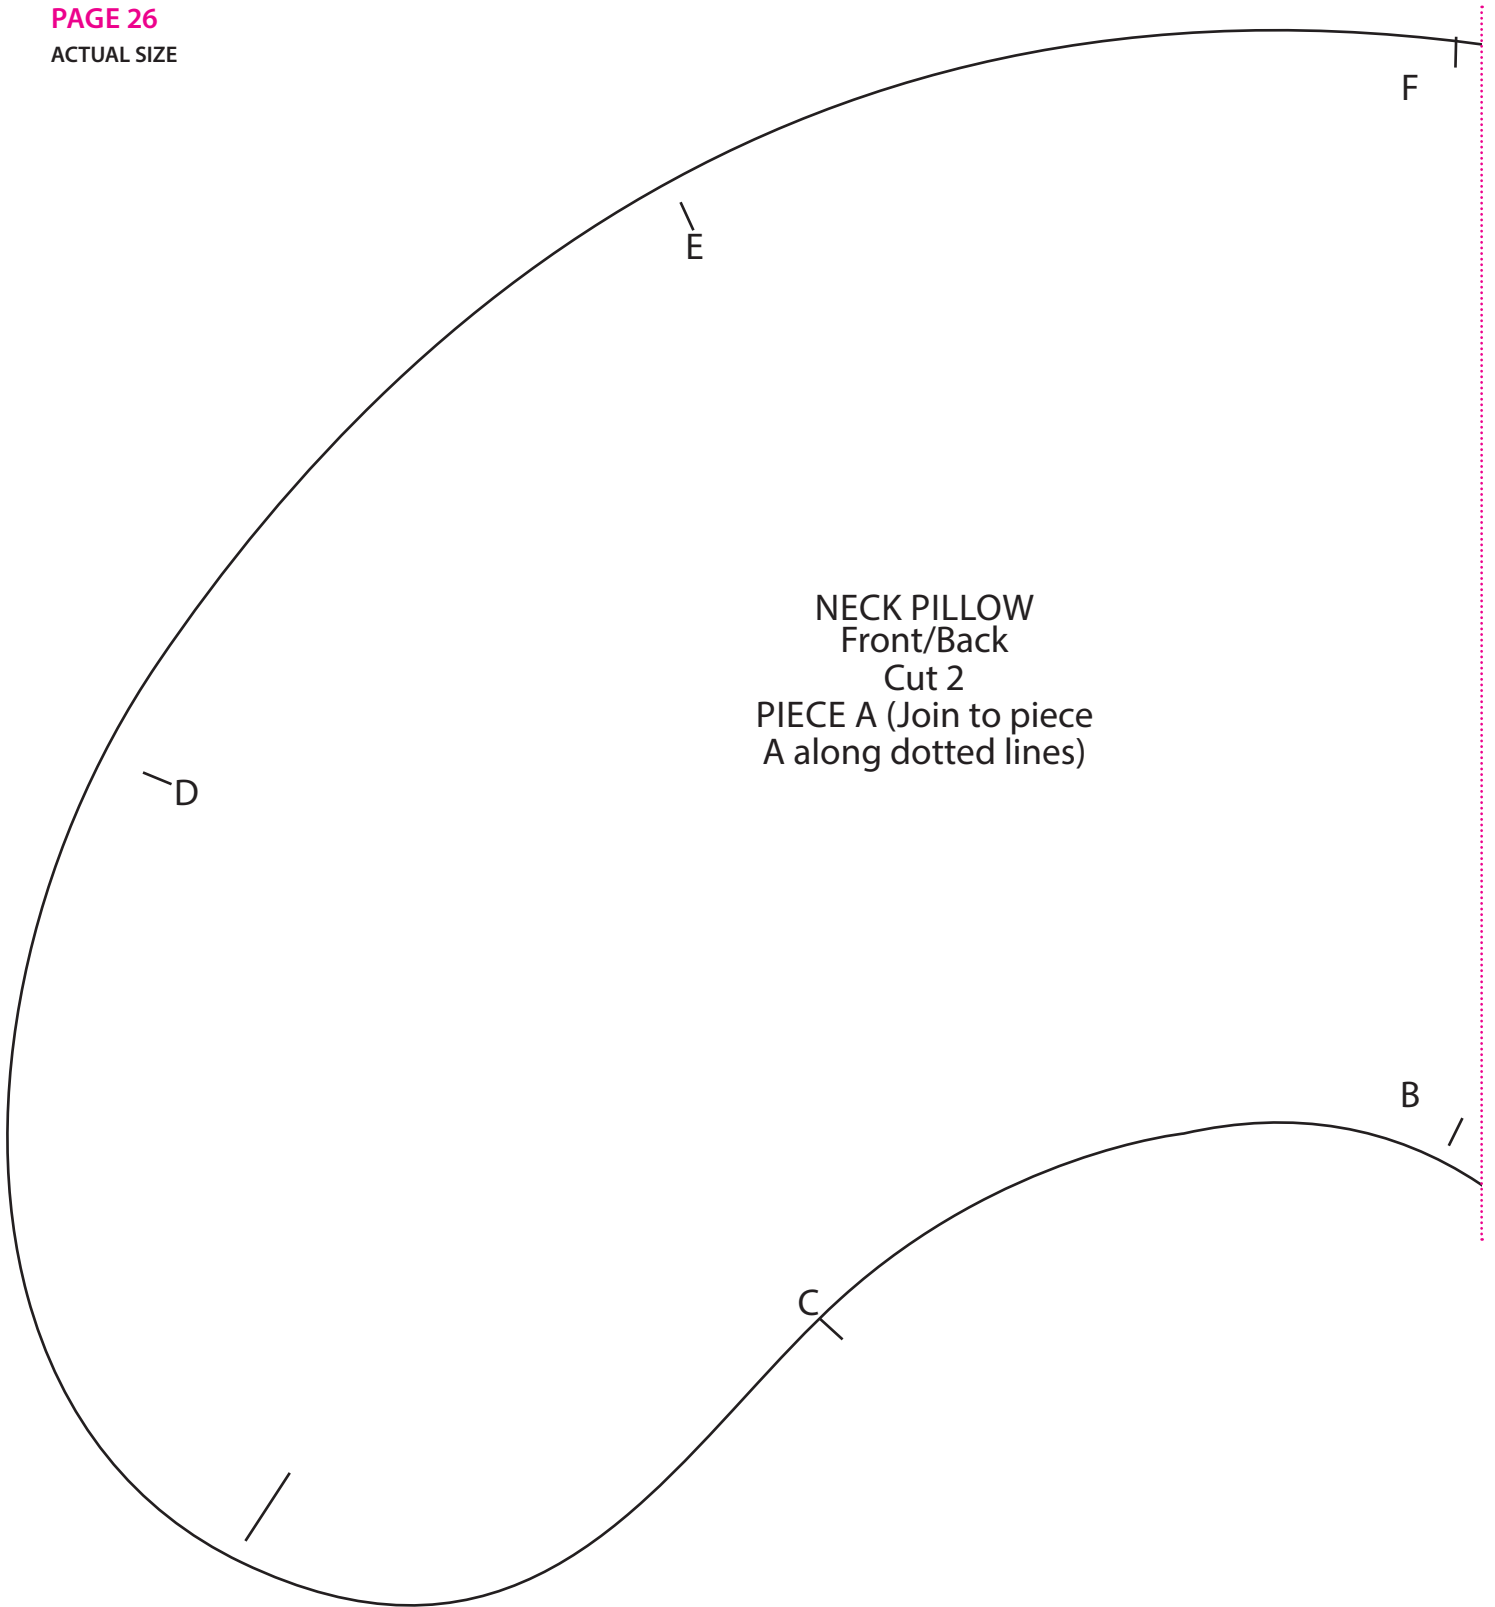 PAGE 26
ACTUAL SIZE
F
E
NECK PILLOW
Front/Back
Cut 2
PIECE A (Join to piece
A along dotted lines)
D
B
C